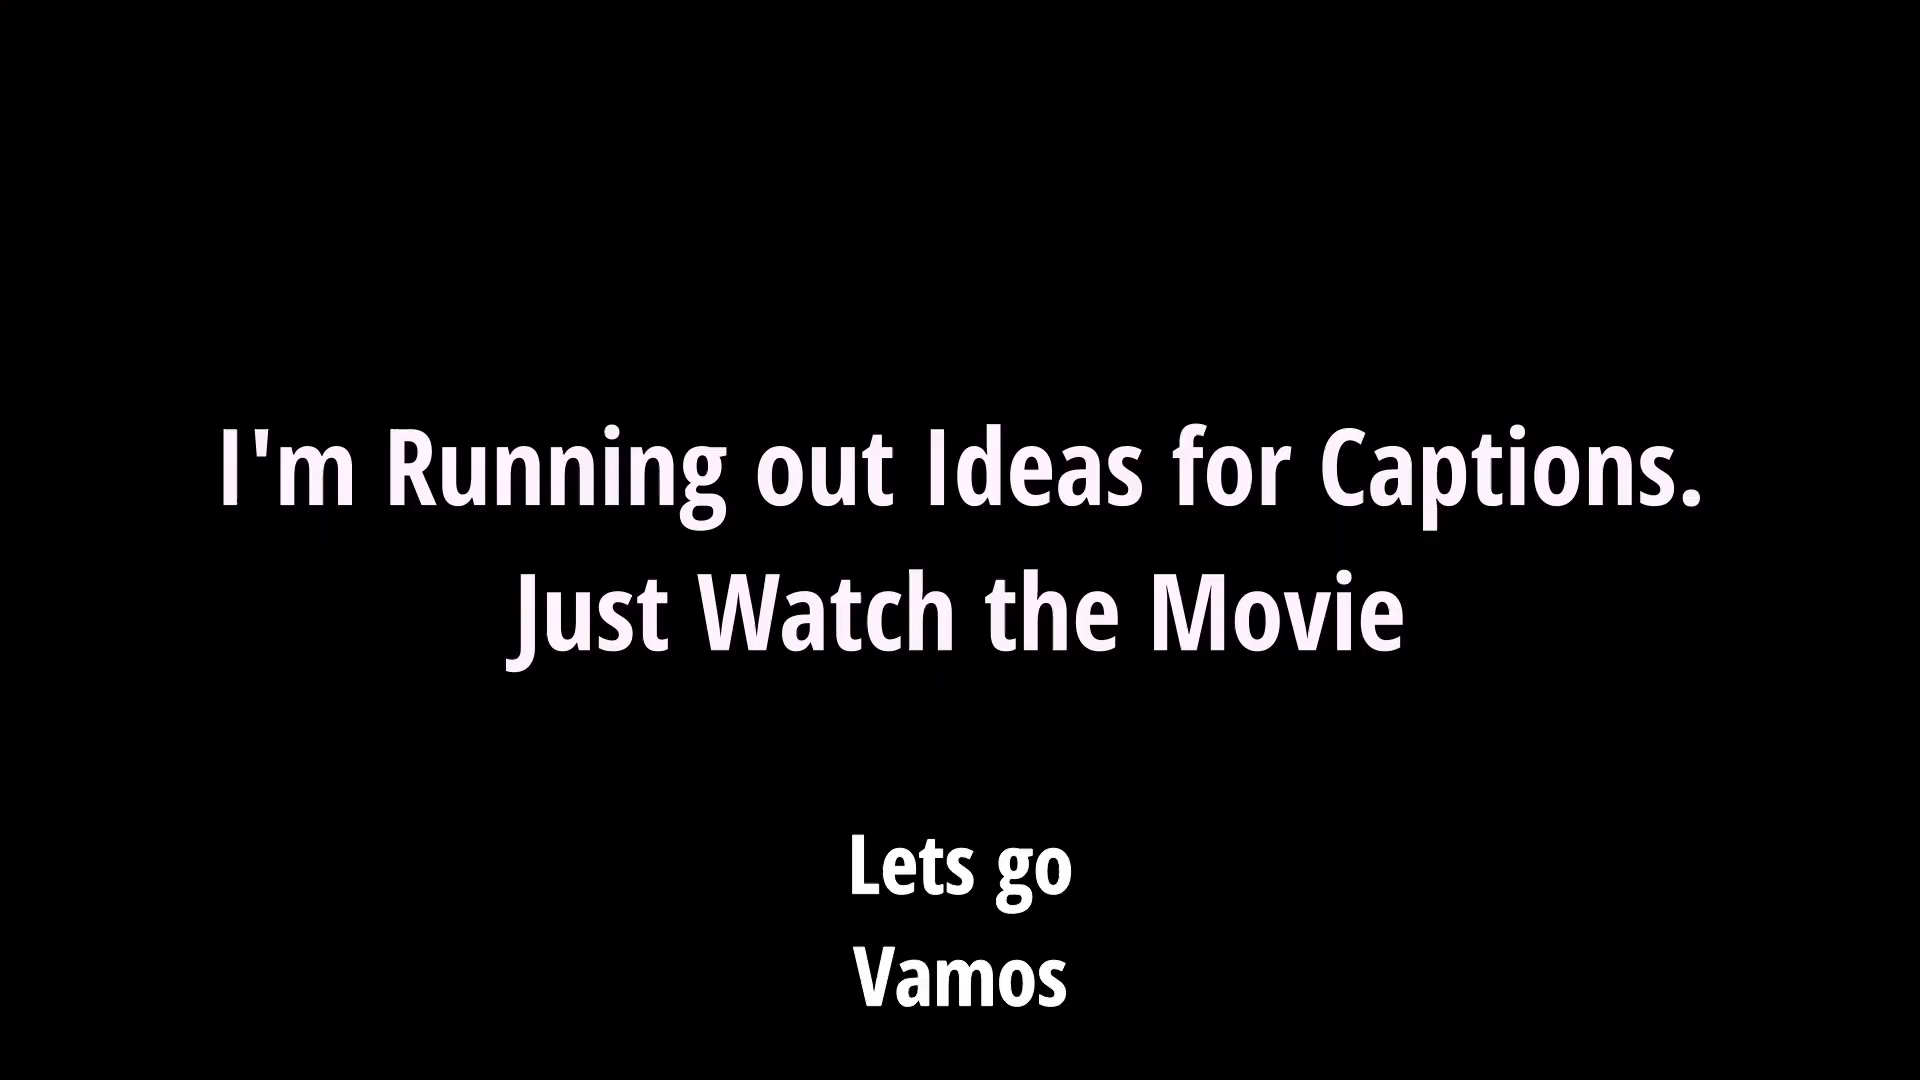 I'm Running out Ideas for Captions.
Just Watch the Movie
Lets go
Vamos